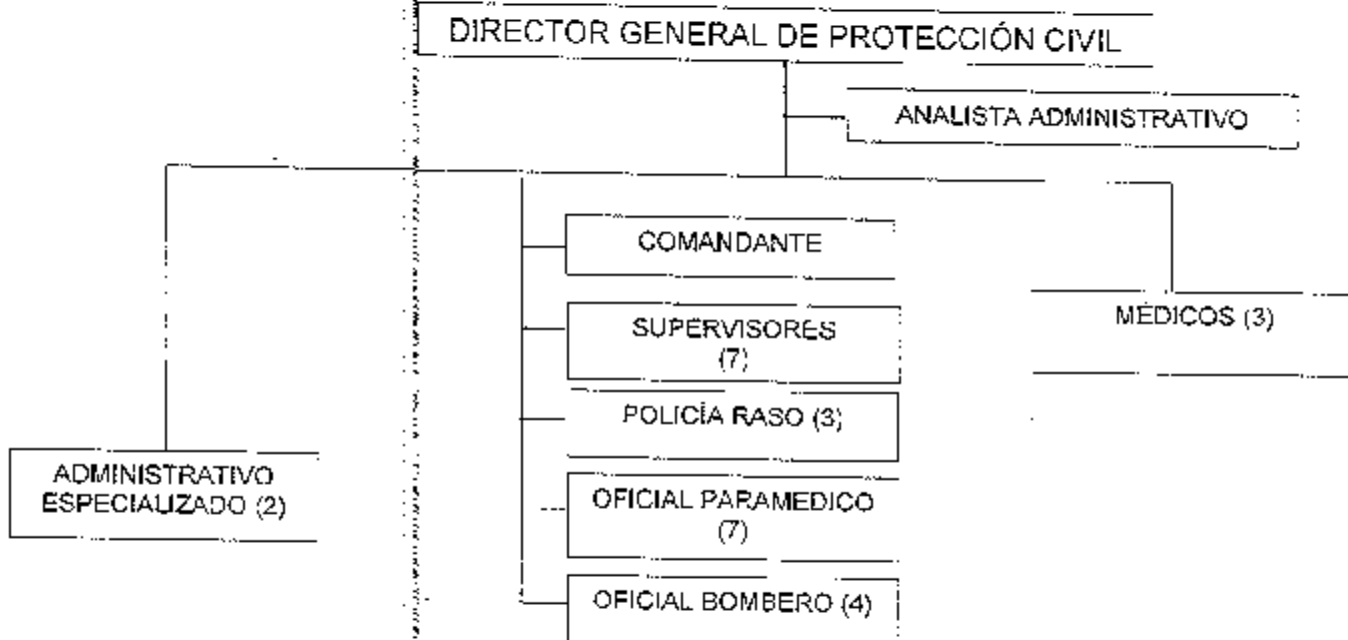 DIRECTOR GENERAL DE PROTECCIÓN CIVIL
ANALISTA ADMINISTRATIVO
COMANDANTE
SUPERVISORES
(7)
MÉDICOS (3)
POLICÍA RASO (3)
ADMINISTRATIVO
ESPECIALIZADO (2)
OFICIAL PARAMEDICO
(7)
OFICIAL BOMBERO (4)